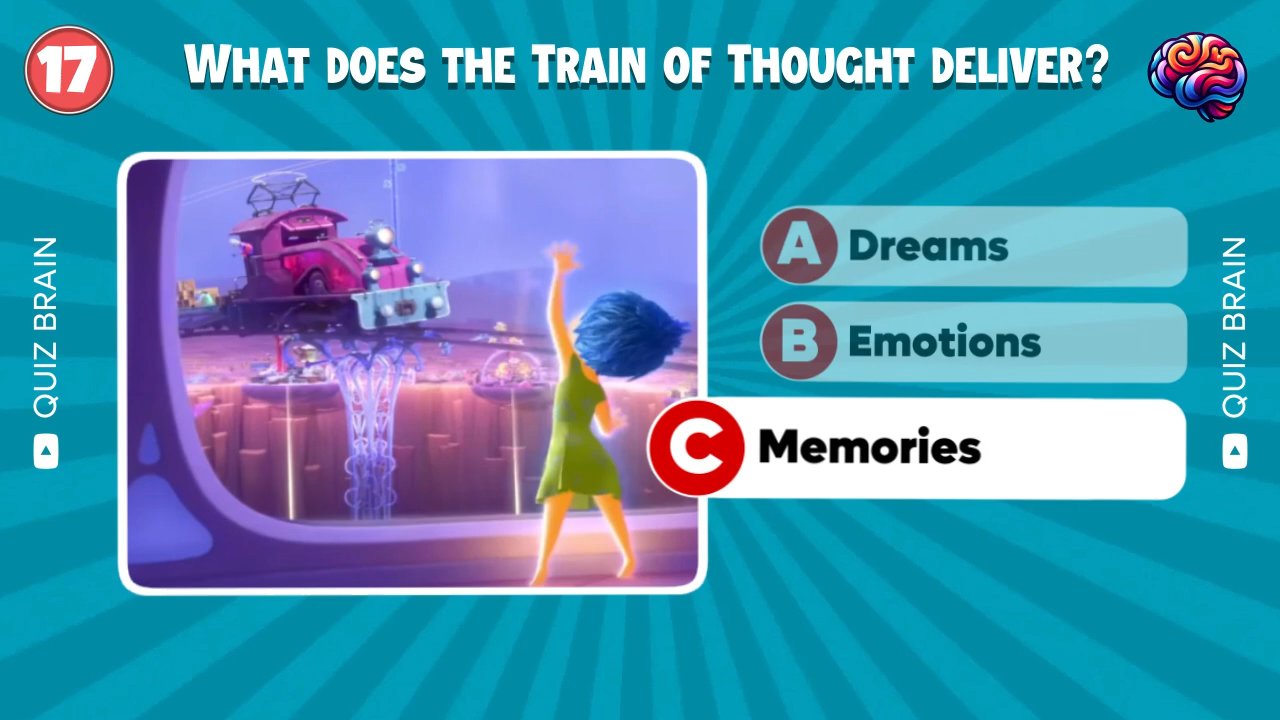 17
WHAT DOES THE TRAIN OF THOUGHT DELIVER?
QUIZ BRAIN
A Dreams
B Emotions
C Memories
QUIZ BRAIN